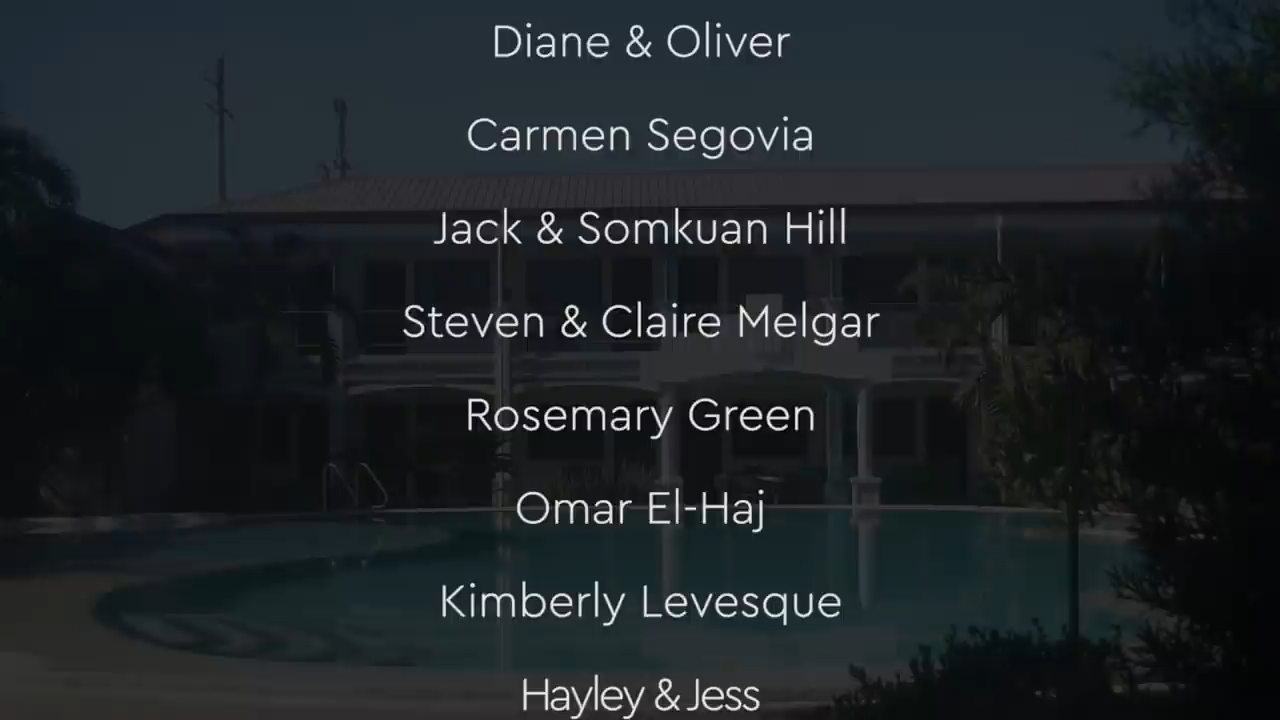 Diane & Oliver
Carmen Segovia
Jack & Somkuan Hill
Steven & Claire Melgar
Rosemary Green
Omar El-Haj
Kimberly Levesque
Hayley & Jess